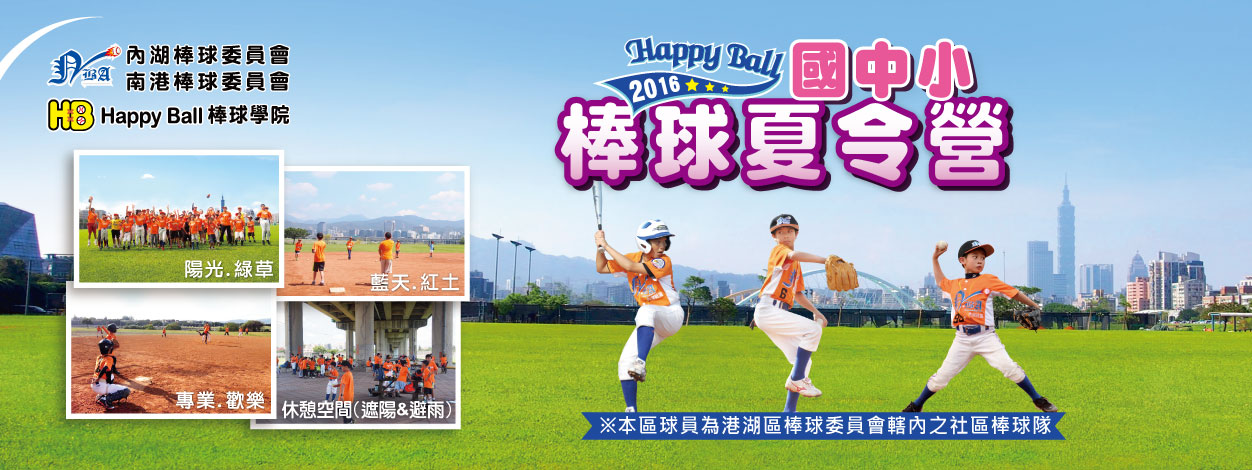 NBA
內湖棒球委員會
南港棒球委員會
HB Happy Ball 棒球學院
Happy Ball
2016
國中小
棒球夏令營
陽光.綠草
藍天.紅土
專業.歡樂
休憩空間(遮陽&避雨)
※本區球員為港湖區棒球委員會轄內之社區棒球隊